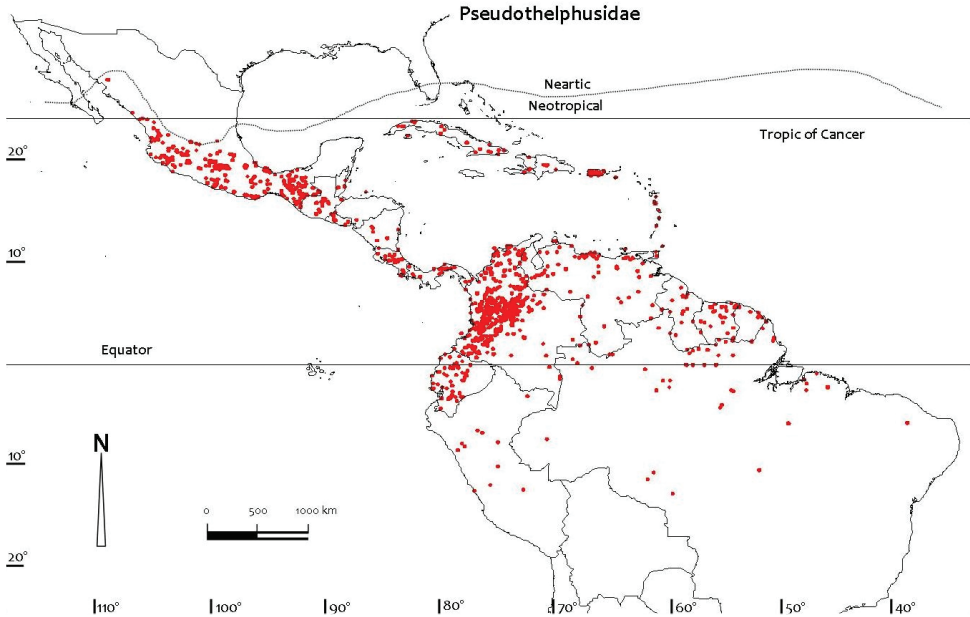 Pseudothelphusidae
Neartic
Neotropical
Tropic of Cancer
20°
10°
Equator
N
10°
0 500 1000 km
20°
110° 100° 90° 80° 70° 60° 50° 40°